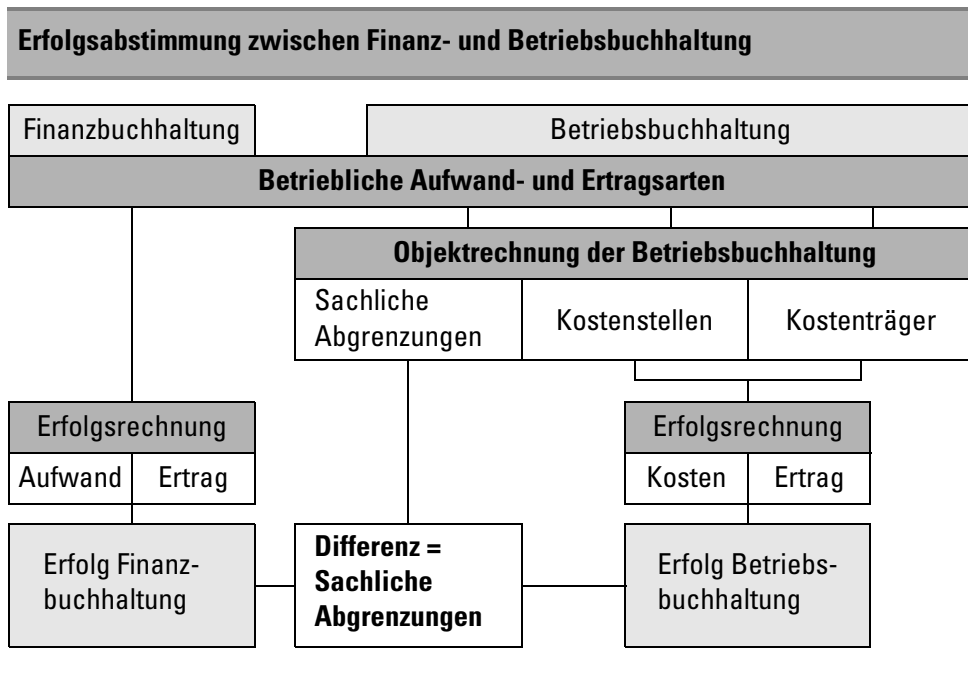 Erfolgsabstimmung zwischen Finanz- und Betriebsbuchhaltung
Finanzbuchhaltung
Betriebsbuchhaltung
Betriebliche Aufwand- und Ertragsarten
Objektrechnung der Betriebsbuchhaltung
Sachliche
Abgrenzungen
Kostenstellen
Kostenträger
Erfolgsrechnung
Aufwand
Ertrag
Erfolgsrechnung
Kosten
Ertrag
Erfolg Finanz-
buchhaltung
Differenz =
Sachliche
Abgrenzungen
Erfolg Betriebs-
buchhaltung